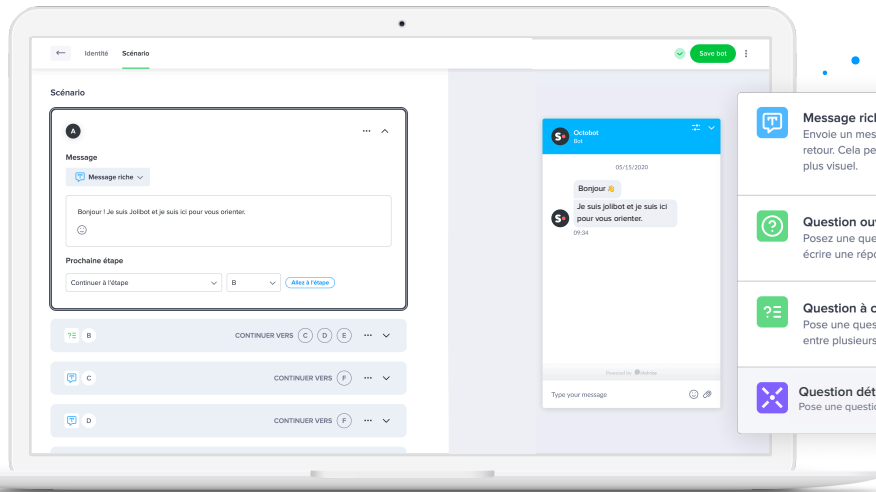 Identité Scénario
Save bot
Scénario
A
Message
Message riche
Bonjour ! Je suis Jolibot et je suis ici pour vous orienter.
Prochaine étape
Continuer à l'étape
B
Allez à l'étape
B
CONTINUER VERS C D E
C
CONTINUER VERS F
D
CONTINUER VERS F
Octobot
Bot
05/15/2020
Bonjour 👋
Je suis jolibot et je suis ici
pour vous orienter.
09:34
Powered by
Type your message
Message rich
Envoie un mes
retour. Cela pe
plus visuel.
Question ou
Posez une que
écrire une répo
Question à c
Pose une ques
entre plusieurs
Question dét
Pose une questio